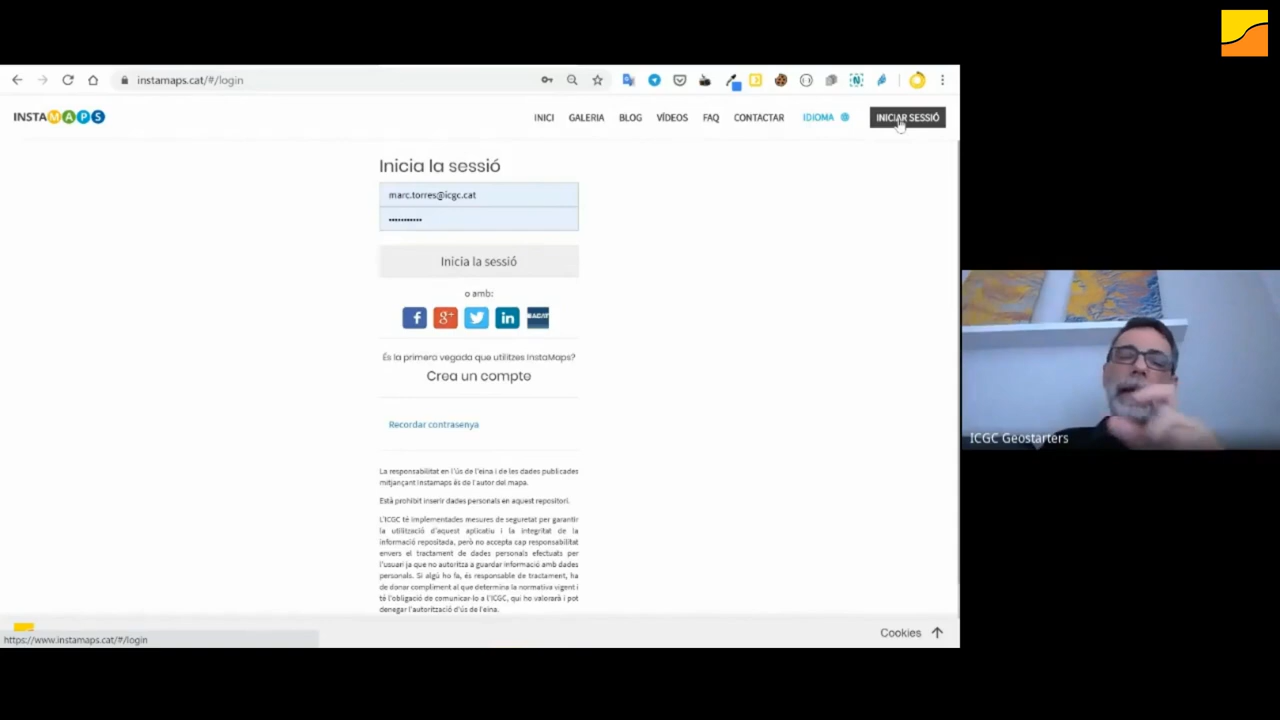 instamaps.cat/#/login
INSTAMAPS
INICI GALERIA BLOG VÍDEOS FAQ CONTACTAR IDIOMA INICIAR SESSIÓ
Inicia la sessió
marc.torres@icgc.cat
•••••••••••
Inicia la sessió
o amb:
És la primera vegada que utilitzes InstaMaps?
Crea un compte
Recordar contrasenya
La responsabilitat en l'ús de l'eina i de les dades publicades
mitjançant Instamaps és de l'autor del mapa.
Està prohibit inserir dades personals en aquest repositori.
L'ICGC té implementades mesures de seguretat per garantir
la utilització d'aquest aplicatiu i la integritat de la
informació repositada, però no accepta cap responsabilitat
envers el tractament de dades personals efectuats per
l'usuari ja que no autoritza a guardar informació amb dades
personals. Si algú ho fa, és responsable de tractament, ha
de donar compliment al que determina la normativa vigent i
té l'obligació de comunicar-lo a l'ICGC, qui ho valorarà i pot
denegar l'autorització d'ús de l'eina.
Cookies
https://www.instamaps.cat/#/login
ICGC Geostarters